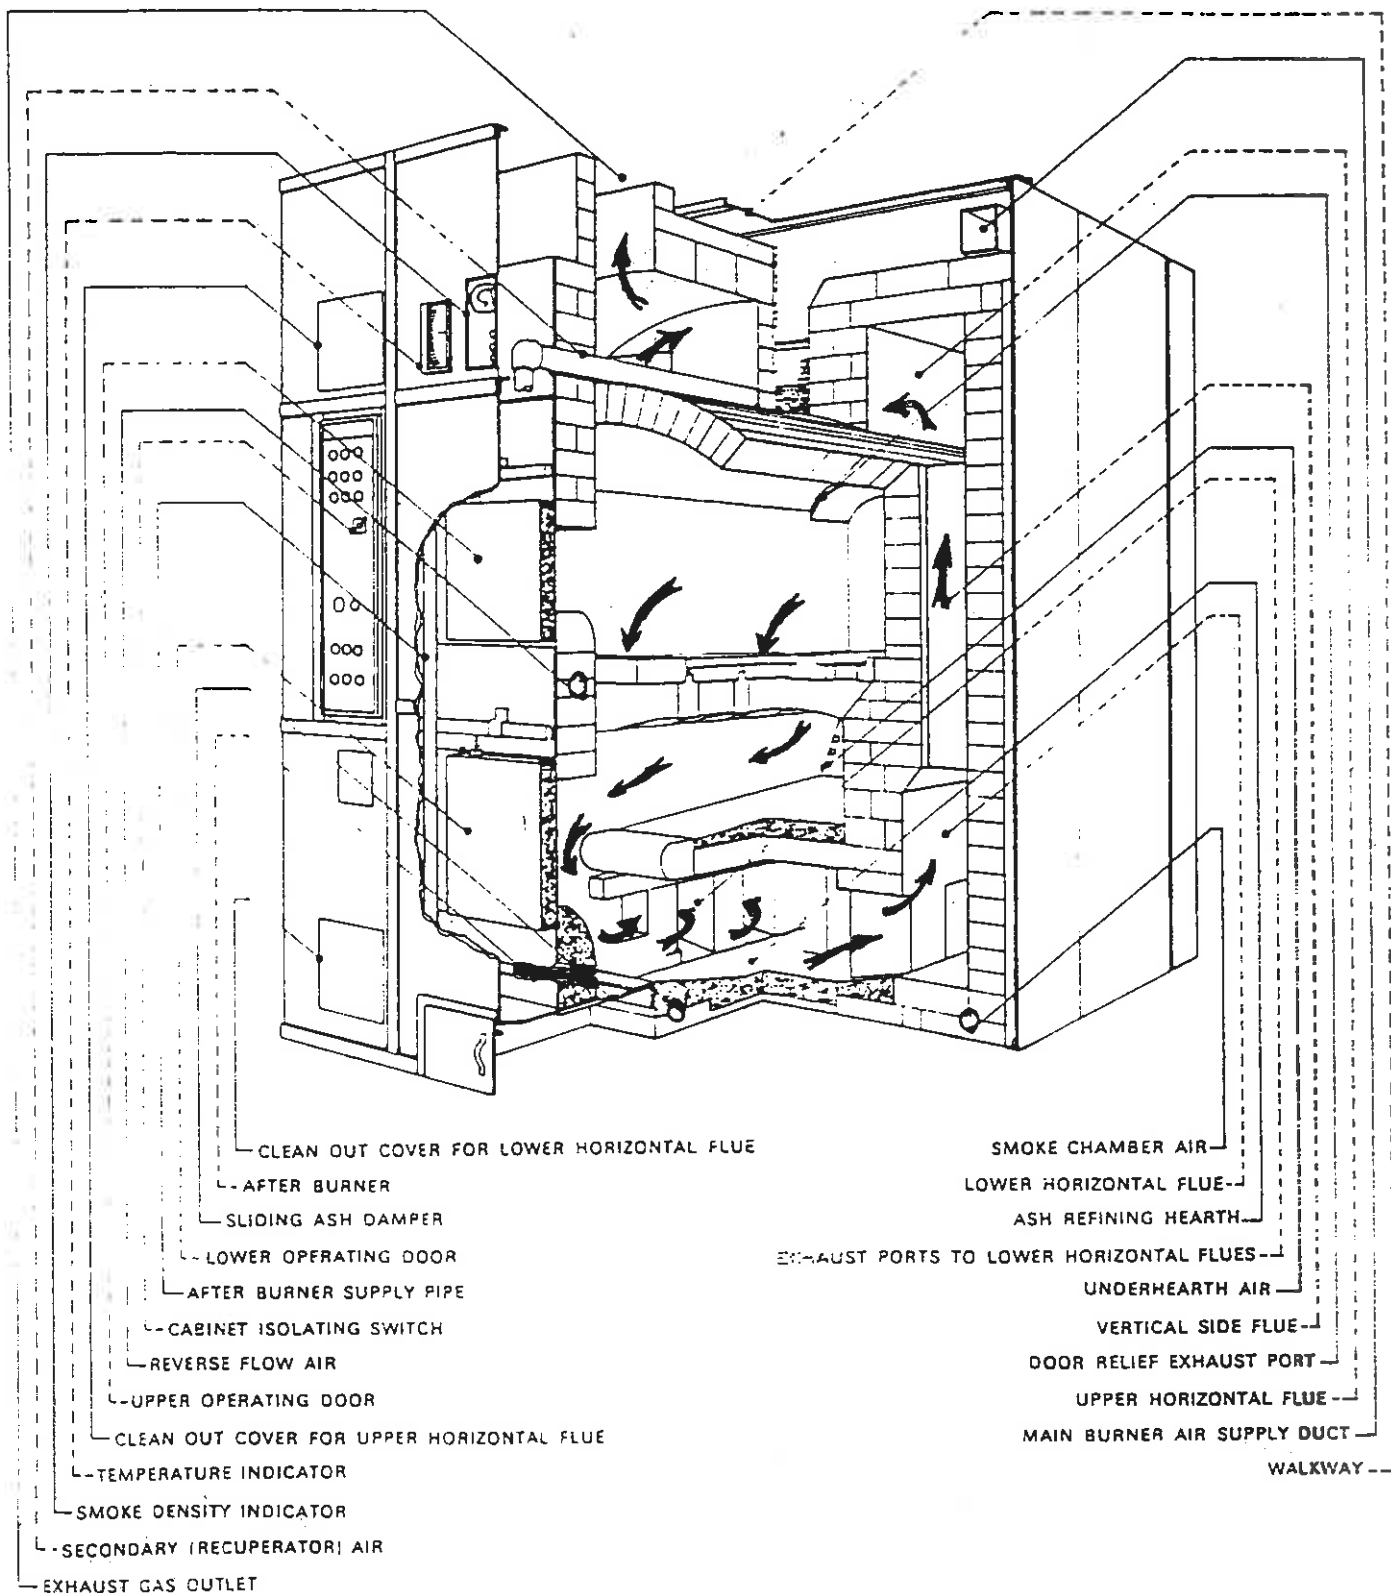 CLEAN OUT COVER FOR LOWER HORIZONTAL FLUE
AFTER BURNER
SLIDING ASH DAMPER
LOWER OPERATING DOOR
AFTER BURNER SUPPLY PIPE
CABINET ISOLATING SWITCH
REVERSE FLOW AIR
UPPER OPERATING DOOR
CLEAN OUT COVER FOR UPPER HORIZONTAL FLUE
TEMPERATURE INDICATOR
SMOKE DENSITY INDICATOR
SECONDARY (RECUPERATOR) AIR
EXHAUST GAS OUTLET
SMOKE CHAMBER AIR
LOWER HORIZONTAL FLUE
ASH REFINING HEARTH
EXHAUST PORTS TO LOWER HORIZONTAL FLUES
UNDERHEARTH AIR
VERTICAL SIDE FLUE
DOOR RELIEF EXHAUST PORT
UPPER HORIZONTAL FLUE
MAIN BURNER AIR SUPPLY DUCT
WALKWAY